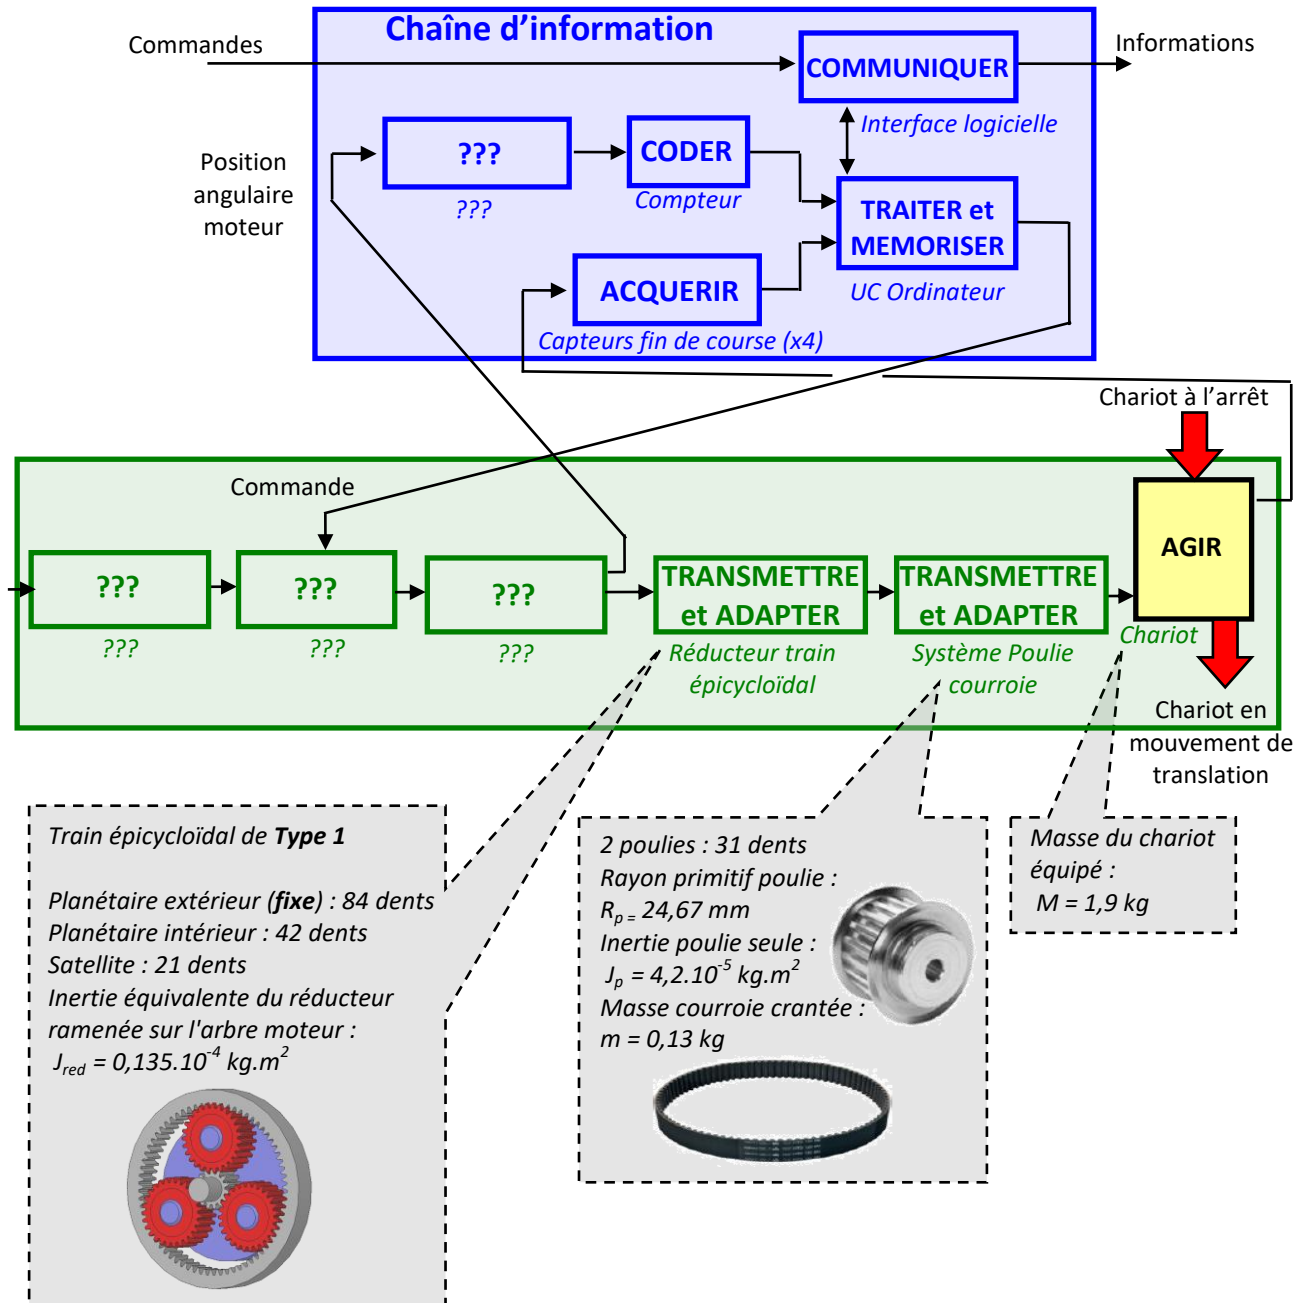 Chaîne d’information
Commandes
Informations
COMMUNIQUER
Interface logicielle
???
???
CODER
Compteur
Position
angulaire
moteur
TRAITER et
MEMORISER
UC Ordinateur
ACQUERIR
Capteurs fin de course (x4)
Chariot à l’arrêt
Commande
???
???
???
???
???
???
TRANSMETTRE
et ADAPTER
Réducteur train
épicycloïdal
TRANSMETTRE
et ADAPTER
Système Poulie
courroie
AGIR
Chariot
Chariot en
mouvement de
translation
Train épicycloïdal de Type 1
Planétaire extérieur (fixe) : 84 dents
Planétaire intérieur : 42 dents
Satellite : 21 dents
Inertie équivalente du réducteur
ramenée sur l'arbre moteur :
J_red = 0,135.10^-4 kg.m^2
2 poulies : 31 dents
Rayon primitif poulie :
R_p = 24,67 mm
Inertie poulie seule :
J_p = 4,2.10^-5 kg.m^2
Masse courroie crantée :
m = 0,13 kg
Masse du chariot
équipé :
M = 1,9 kg